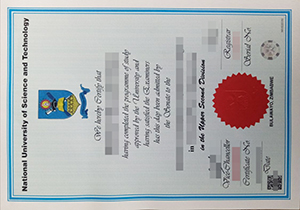 National University of Science and Technology
We hereby Certify that
having completed the programme of study
approved by the University and
having satisfied the Examiners
has this day been admitted by
the Senate to the
in
in the Upper Second Division
BULAWAYO, ZIMBABWE
Vice-Chancellor
Registrar
Certificate No.
Serial No.
Date